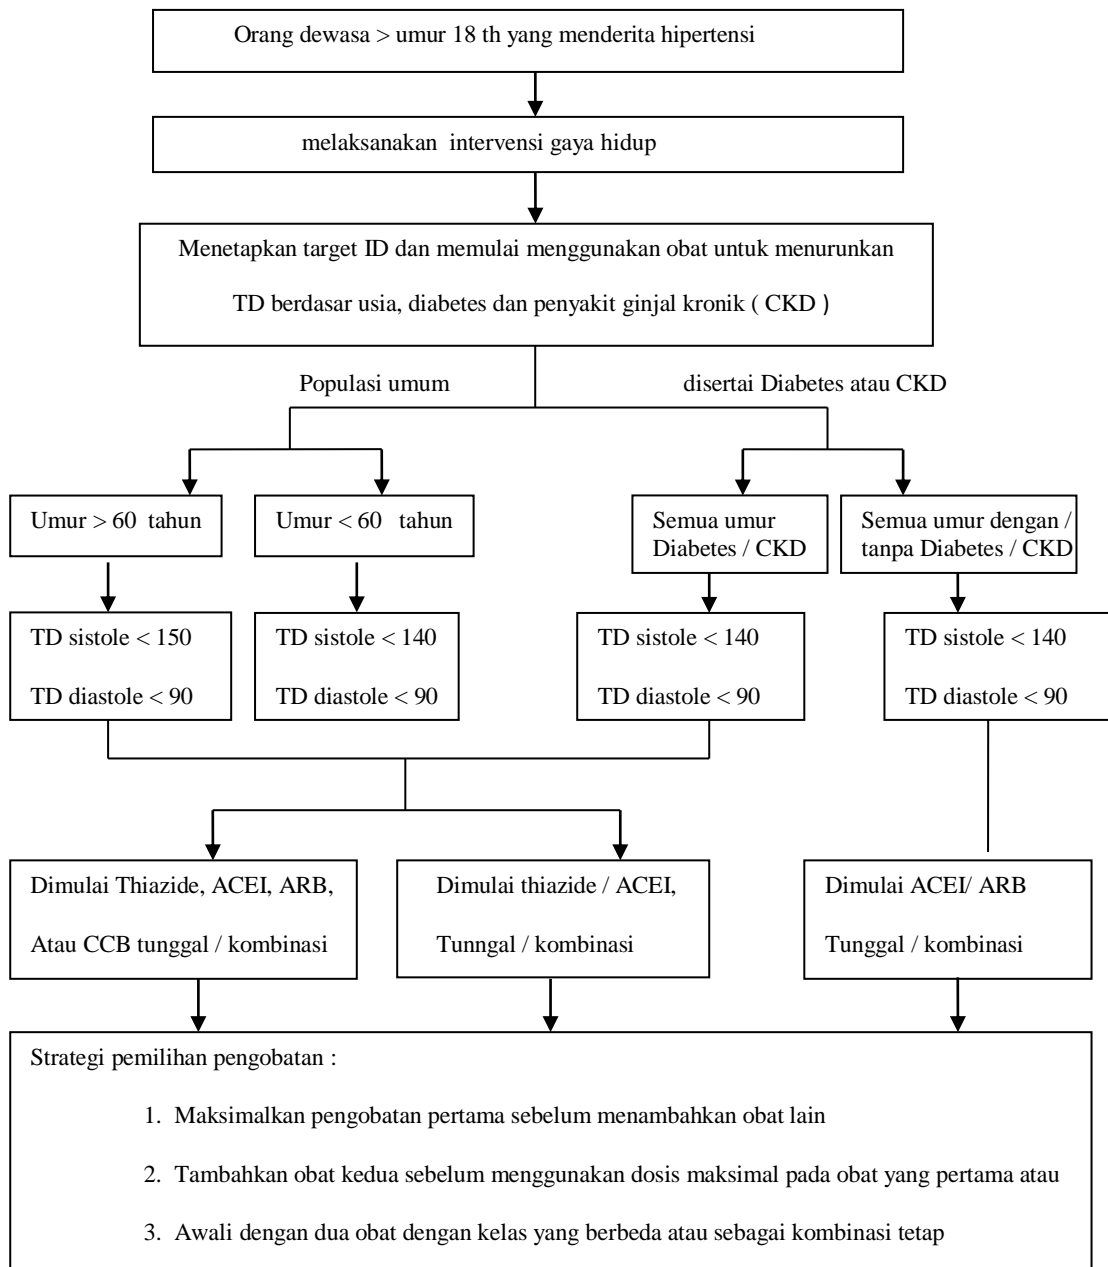 Orang dewasa > umur 18 th yang menderita hipertensi
melaksanakan intervensi gaya hidup
Menetapkan target ID dan memulai menggunakan obat untuk menurunkan
TD berdasar usia, diabetes dan penyakit ginjal kronik ( CKD )
Populasi umum
disertai Diabetes atau CKD
Umur > 60 tahun
Umur < 60 tahun
Semua umur
Diabetes / CKD
Semua umur dengan /
tanpa Diabetes / CKD
TD sistole < 150
TD diastole < 90
TD sistole < 140
TD diastole < 90
TD sistole < 140
TD diastole < 90
TD sistole < 140
TD diastole < 90
Dimulai Thiazide, ACEI, ARB,
Atau CCB tunggal / kombinasi
Dimulai thiazide / ACEI,
Tunngal / kombinasi
Dimulai ACEI/ ARB
Tunggal / kombinasi
Strategi pemilihan pengobatan :
1. Maksimalkan pengobatan pertama sebelum menambahkan obat lain
2. Tambahkan obat kedua sebelum menggunakan dosis maksimal pada obat yang pertama atau
3. Awali dengan dua obat dengan kelas yang berbeda atau sebagai kombinasi tetap